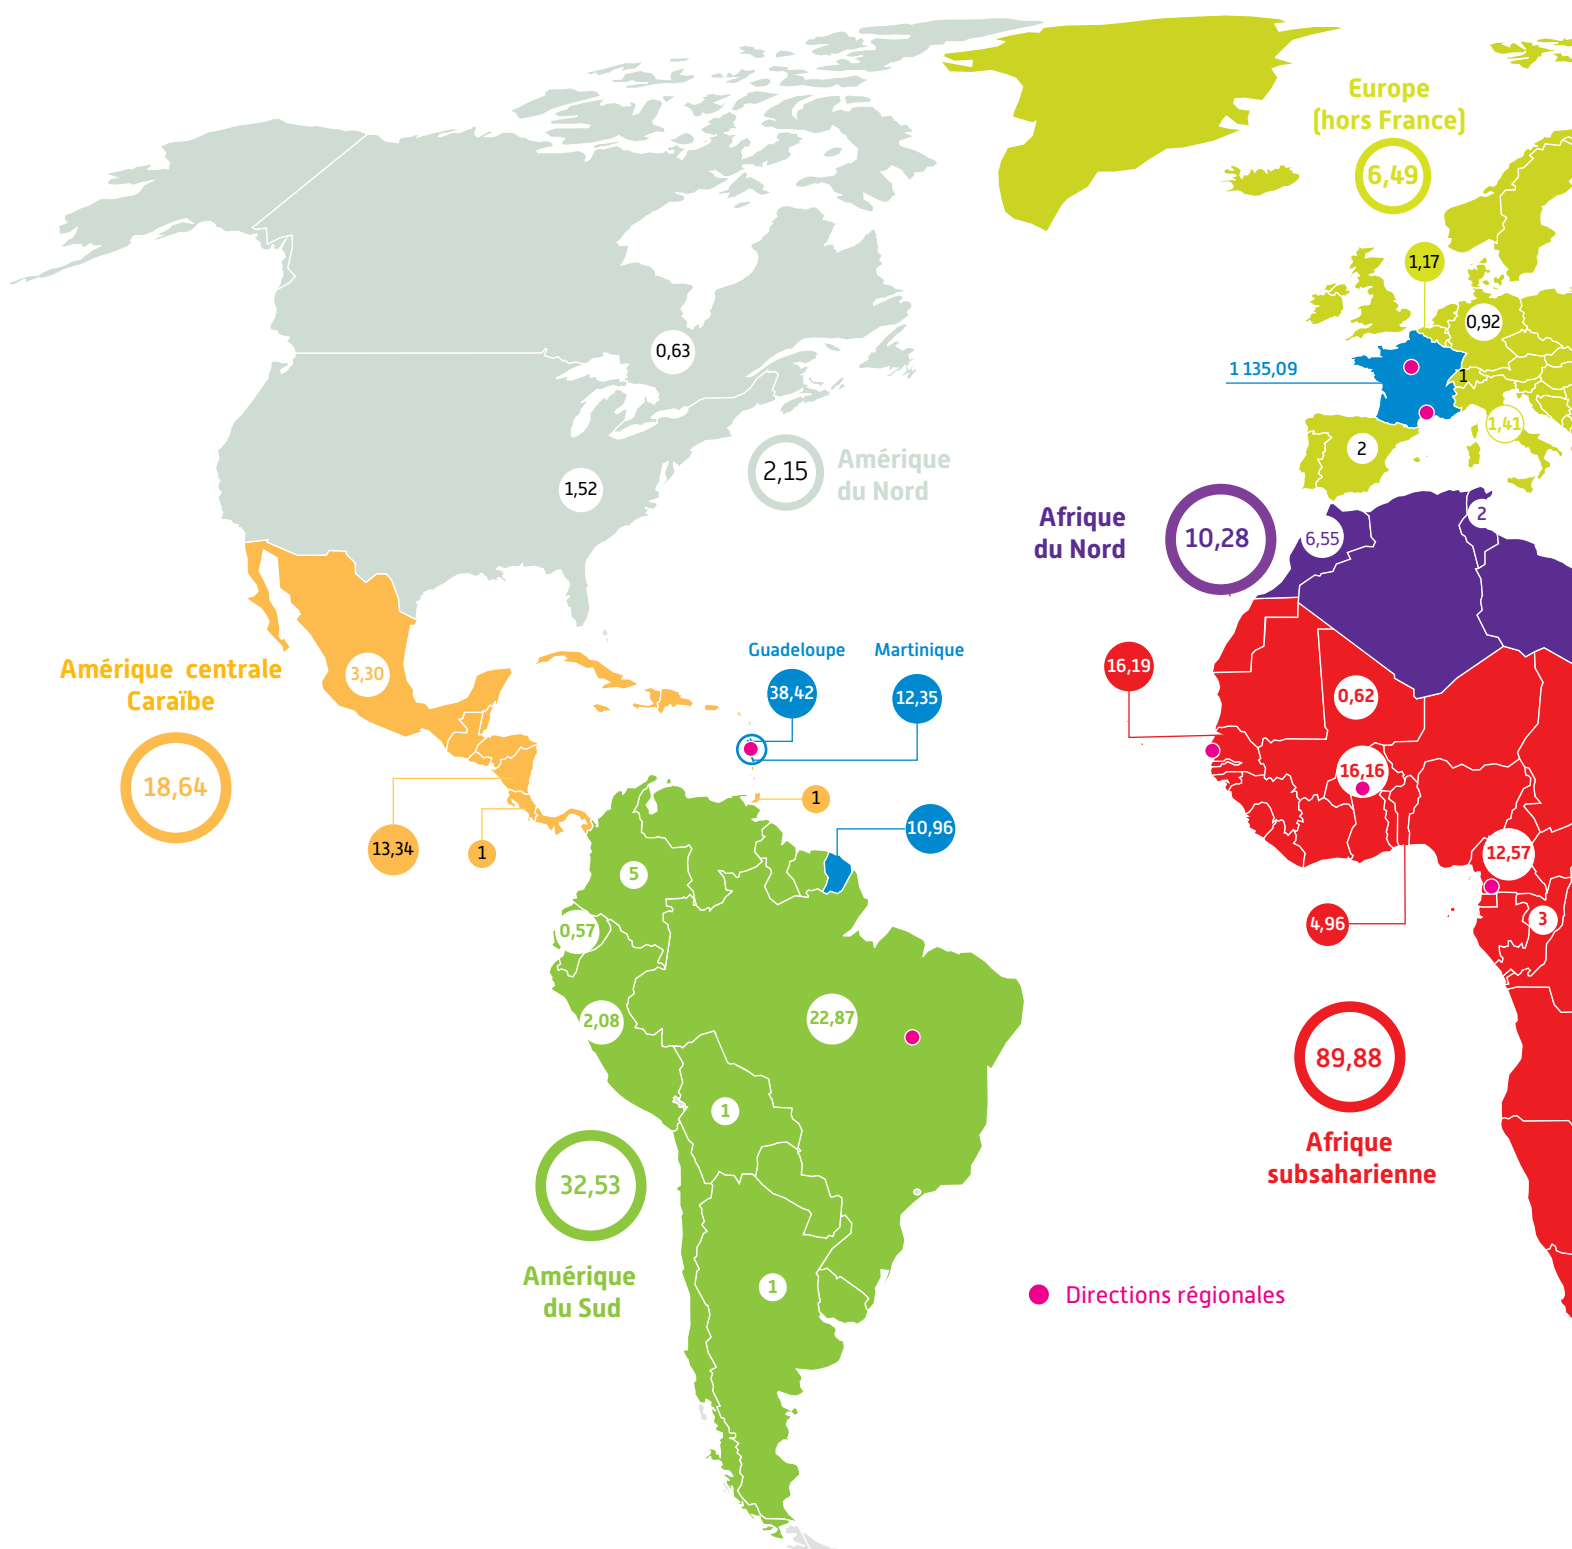 Europe
(hors France)
6,49
1,17
0,92
0,63
1 135,09
1
1,41
2
2,15
Amérique
du Nord
1,52
Afrique
du Nord
10,28
2
6,55
Guadeloupe
Martinique
16,19
Amérique centrale
Caraïbe
3,30
38,42
12,35
0,62
18,64
16,16
1
10,96
13,34
1
12,57
5
4,96
3
0,57
2,08
22,87
89,88
1
Afrique
subsaharienne
32,53
Amérique
du Sud
1
Directions régionales